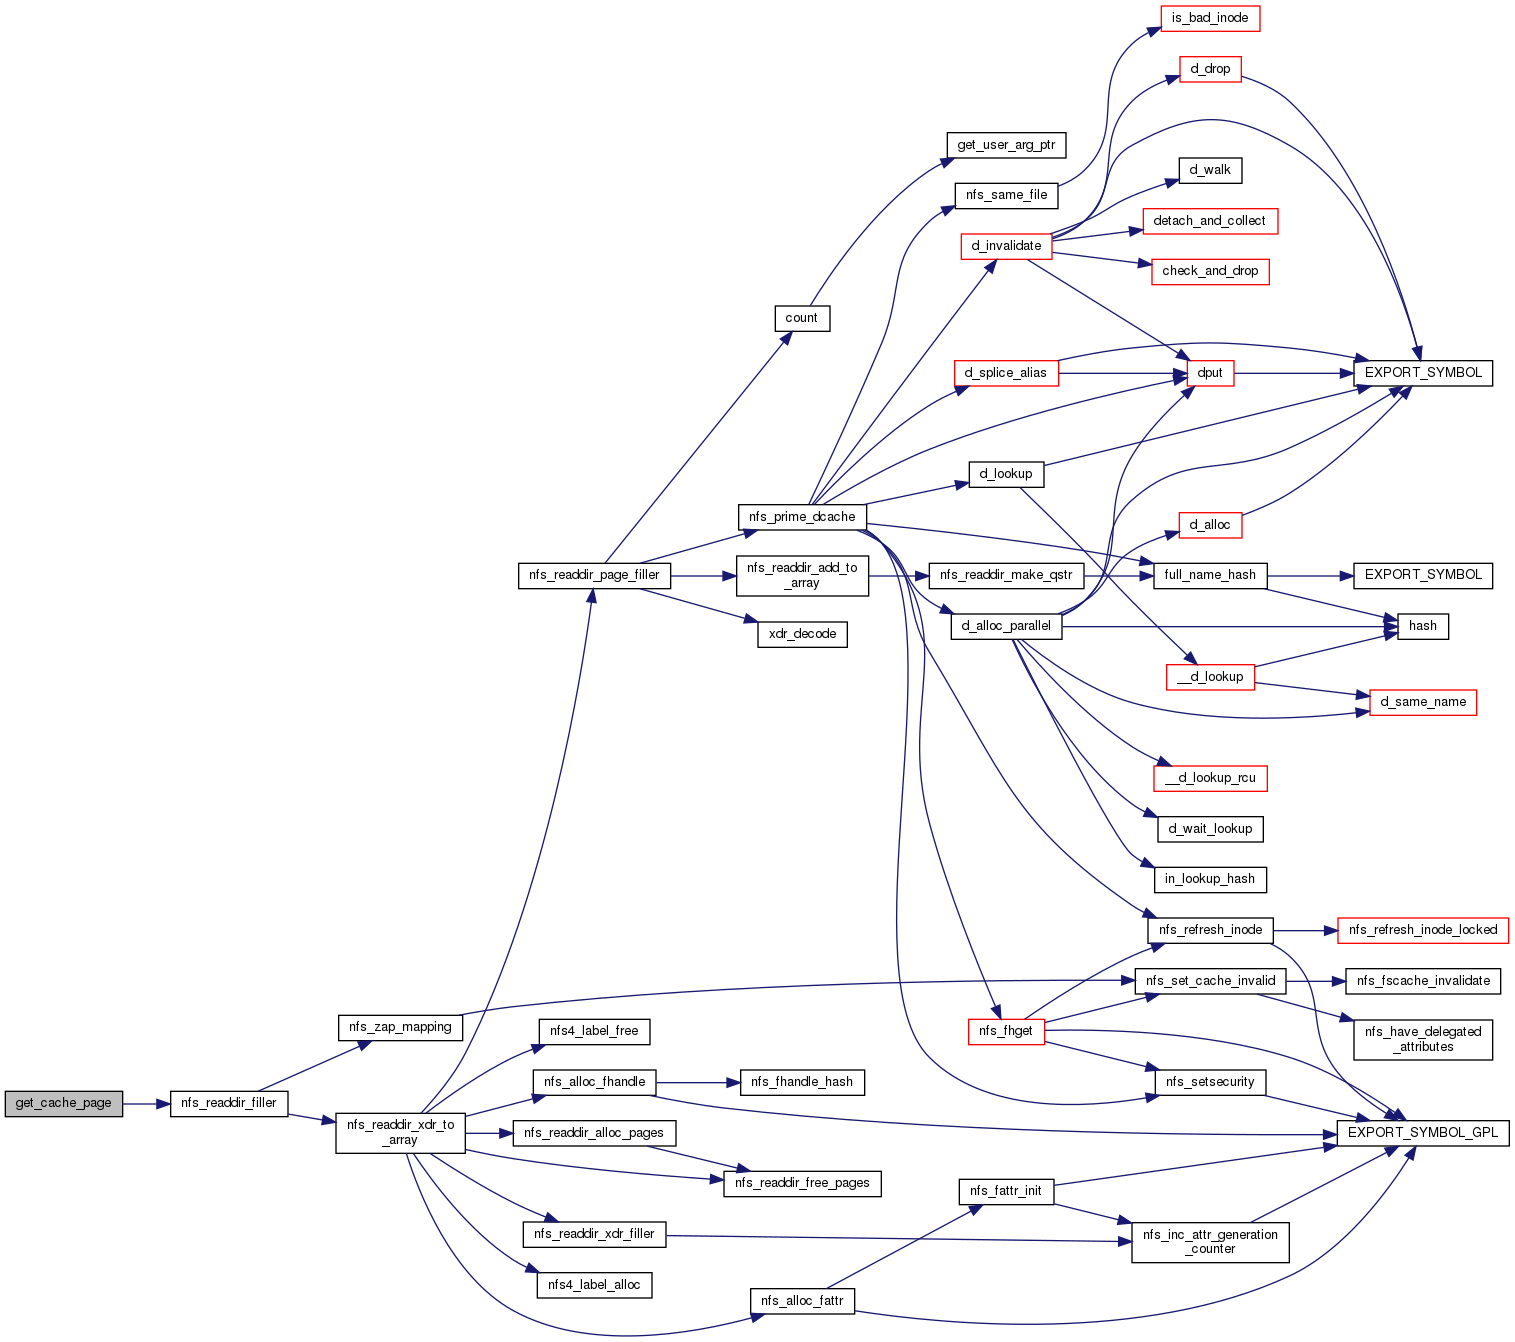 is_bad_inode
d_drop
get_user_arg_ptr
d_walk
nfs_same_file
detach_and_collect
d_invalidate
check_and_drop
count
d_splice_alias
dput
EXPORT_SYMBOL
d_lookup
nfs_prime_dcache
d_alloc
nfs_readdir_page_filler
nfs_readdir_add_to
_array
nfs_readdir_make_qstr
full_name_hash
EXPORT_SYMBOL
xdr_decode
d_alloc_parallel
hash
__d_lookup
d_same_name
__d_lookup_rcu
d_wait_lookup
in_lookup_hash
nfs_refresh_inode
nfs_refresh_inode_locked
nfs_set_cache_invalid
nfs_fscache_invalidate
nfs_zap_mapping
nfs4_label_free
nfs_fhget
nfs_have_delegated
_attributes
nfs_alloc_fhandle
nfs_fhandle_hash
nfs_setsecurity
get_cache_page
nfs_readdir_filler
nfs_readdir_xdr_to
_array
nfs_readdir_alloc_pages
EXPORT_SYMBOL_GPL
nfs_readdir_free_pages
nfs_fattr_init
nfs_readdir_xdr_filler
nfs_inc_attr_generation
_counter
nfs4_label_alloc
nfs_alloc_fattr